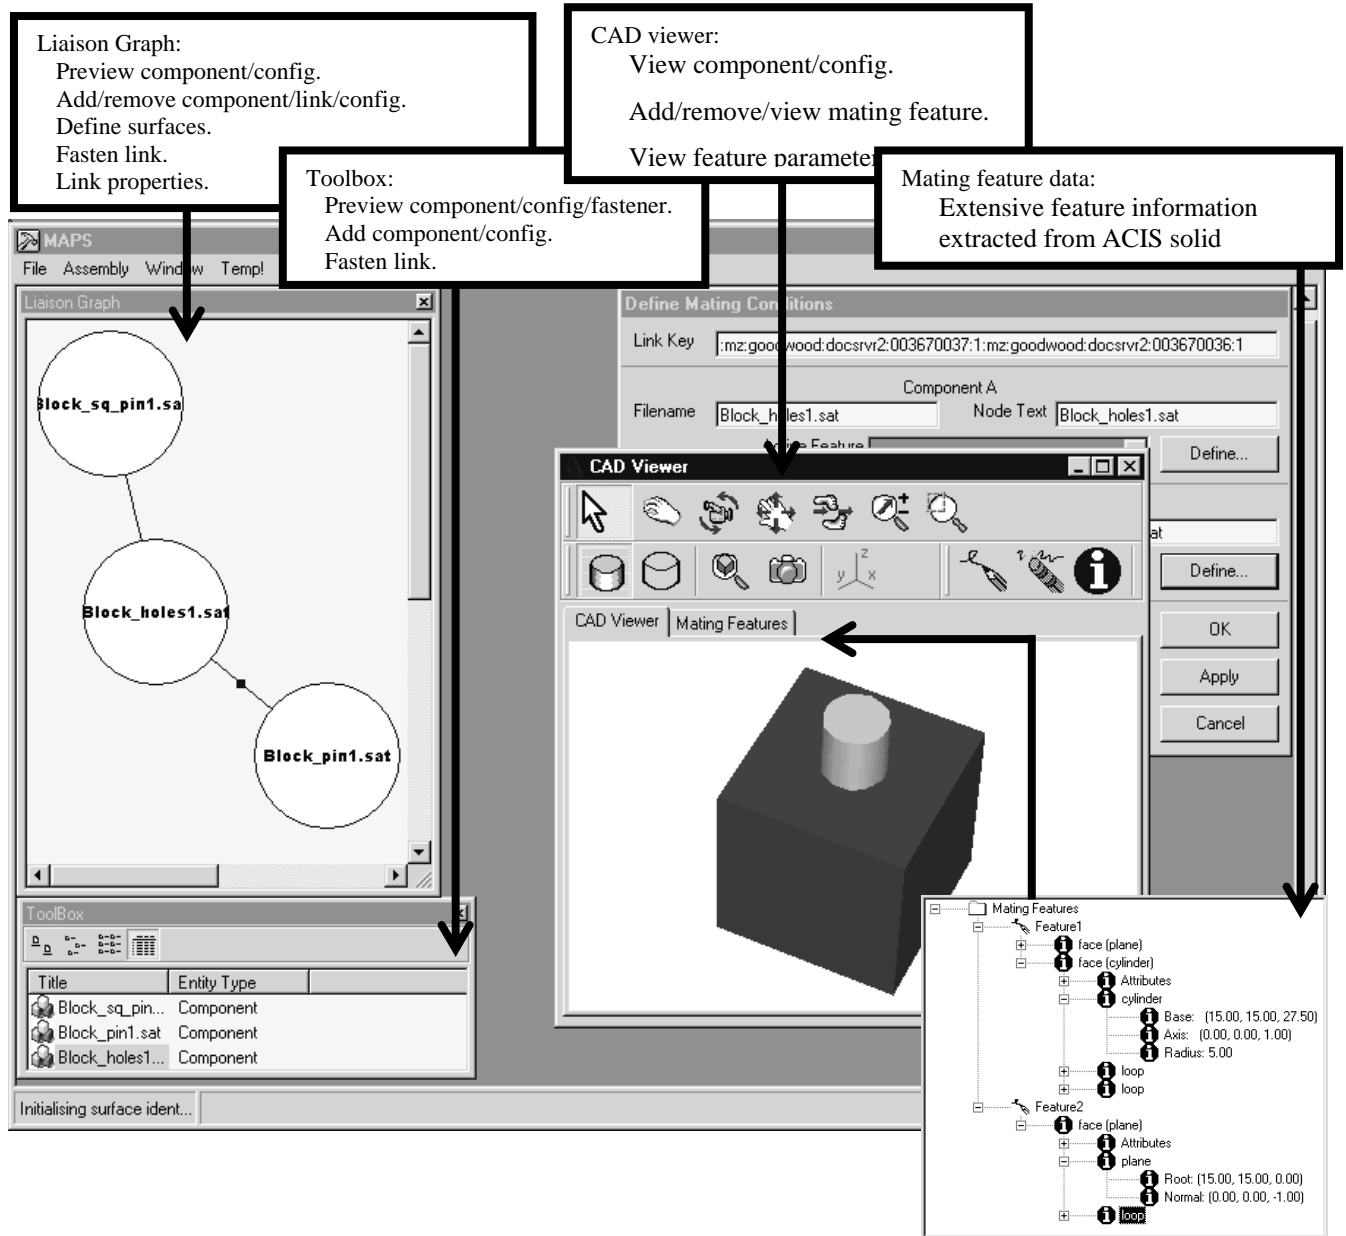 Liaison Graph:
Preview component/config.
Add/remove component/link/config.
Define surfaces.
Fasten link.
Link properties.
CAD viewer:
View component/config.
Add/remove/view mating feature.
View feature parameter
Toolbox:
Preview component/config/fastener.
Add component/config.
Fasten link.
Mating feature data:
Extensive feature information
extracted from ACIS solid
MAPS
File Assembly Window Temp!
Liaison Graph
Block_sq_pin1.sa
Block_holes1.sat
Block_pin1.sat
Define Mating Conditions
Link Key :mz:goodwood:docsrvr2:003670037:1:mz:goodwood:docsrvr2:003670036:1
Component A
Filename Block_holes1.sat Node Text Block_holes1.sat
Active Feature Define...
at
Define...
OK
Apply
Cancel
CAD Viewer
z
y x
CAD Viewer Mating Features
ToolBox
Title Entity Type
Block_sq_pin... Component
Block_pin1.sat Component
Block_holes1... Component
Initialising surface ident...
Mating Features
Feature1
face (plane)
face (cylinder)
Attributes
cylinder
Base: (15.00, 15.00, 27.50)
Axis: (0.00, 0.00, 1.00)
Radius: 5.00
loop
loop
Feature2
face (plane)
Attributes
plane
Root: (15.00, 15.00, 0.00)
Normal: (0.00, 0.00, -1.00)
loop